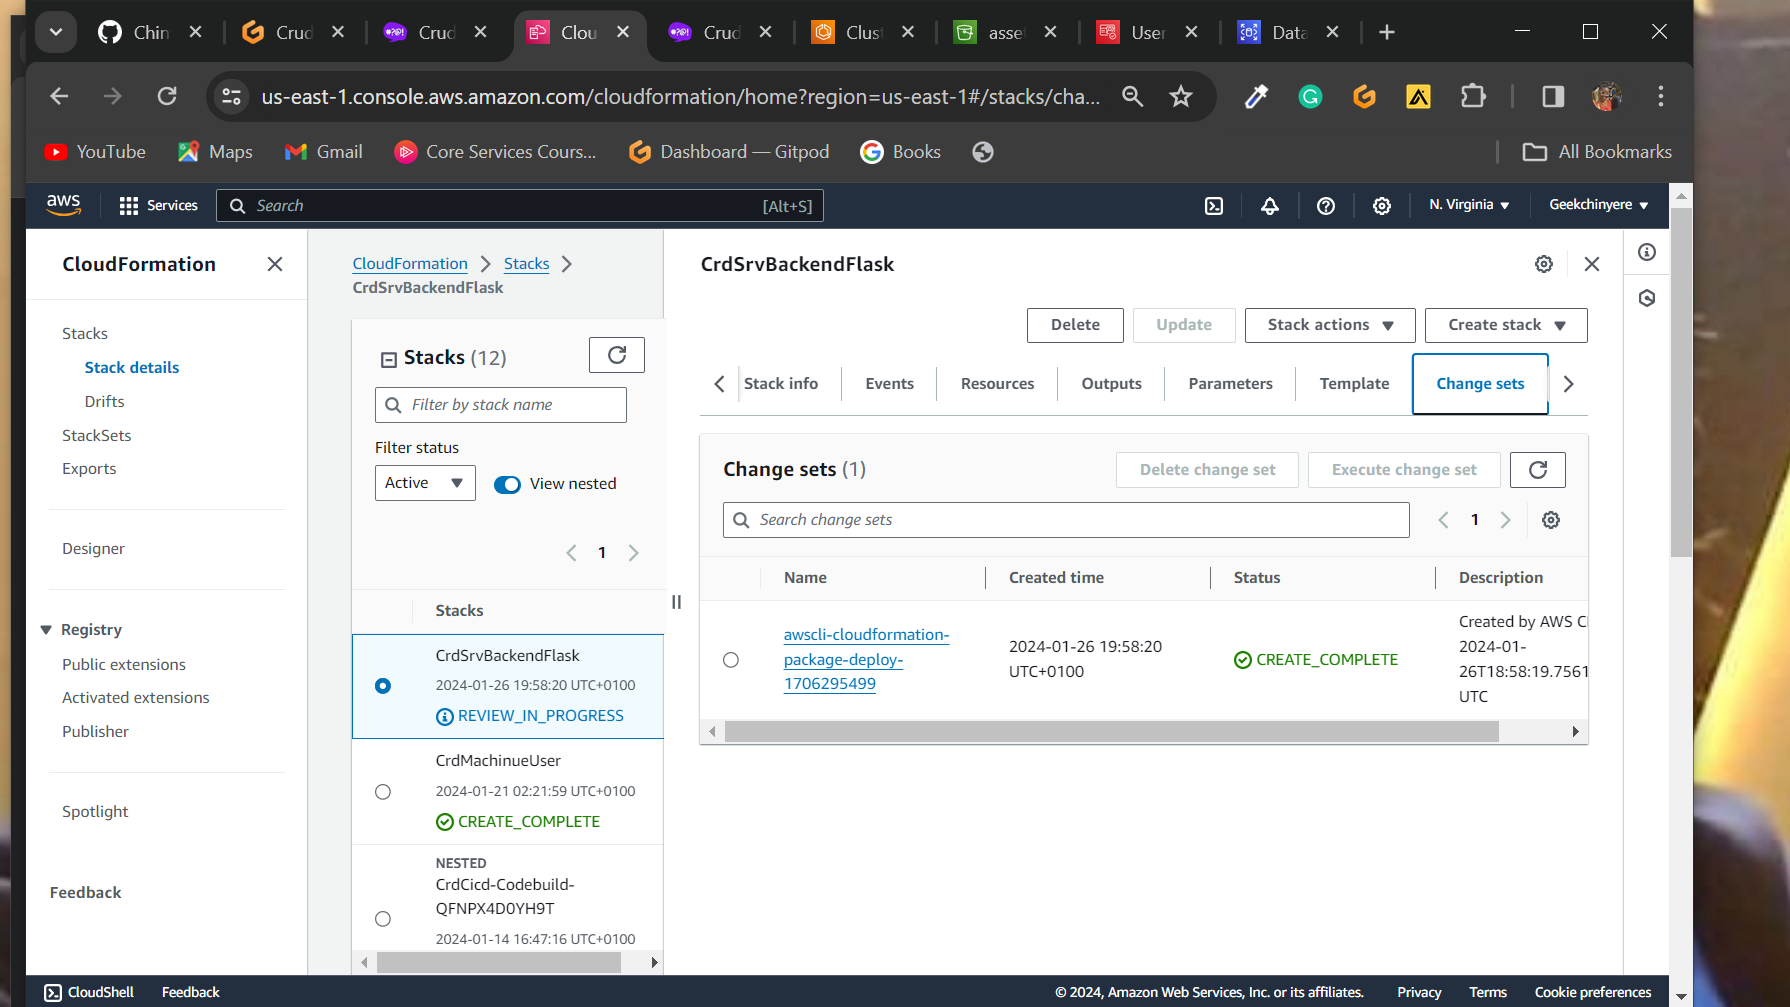 Chin
Crud
Crud
Clou
Crud
Clust
asse
User
Data
us-east-1.console.aws.amazon.com/cloudformation/home?region=us-east-1#/stacks/cha...
YouTube
Maps
Gmail
Core Services Cours...
Dashboard — Gitpod
Books
All Bookmarks
aws
Services
Search
[Alt+S]
N. Virginia
Geekchinyere
CloudFormation
Stacks
Stack details
Drifts
StackSets
Exports
Designer
Registry
Public extensions
Activated extensions
Publisher
Spotlight
Feedback
CloudFormation
Stacks
CrdSrvBackendFlask
Stacks (12)
Filter by stack name
Filter status
Active
View nested
1
Stacks
CrdSrvBackendFlask
2024-01-26 19:58:20 UTC+0100
REVIEW_IN_PROGRESS
CrdMachinueUser
2024-01-21 02:21:59 UTC+0100
CREATE_COMPLETE
NESTED
CrdCicd-Codebuild-
QFNPX4D0YH9T
2024-01-14 16:47:16 UTC+0100
CrdSrvBackendFlask
Delete
Update
Stack actions
Create stack
Stack info
Events
Resources
Outputs
Parameters
Template
Change sets
Change sets (1)
Delete change set
Execute change set
Search change sets
1
Name
Created time
Status
Description
awscli-cloudformation-
package-deploy-
1706295499
2024-01-26 19:58:20
UTC+0100
CREATE_COMPLETE
Created by AWS C
2024-01-
26T18:58:19.7561
UTC
CloudShell
Feedback
© 2024, Amazon Web Services, Inc. or its affiliates.
Privacy
Terms
Cookie preferences